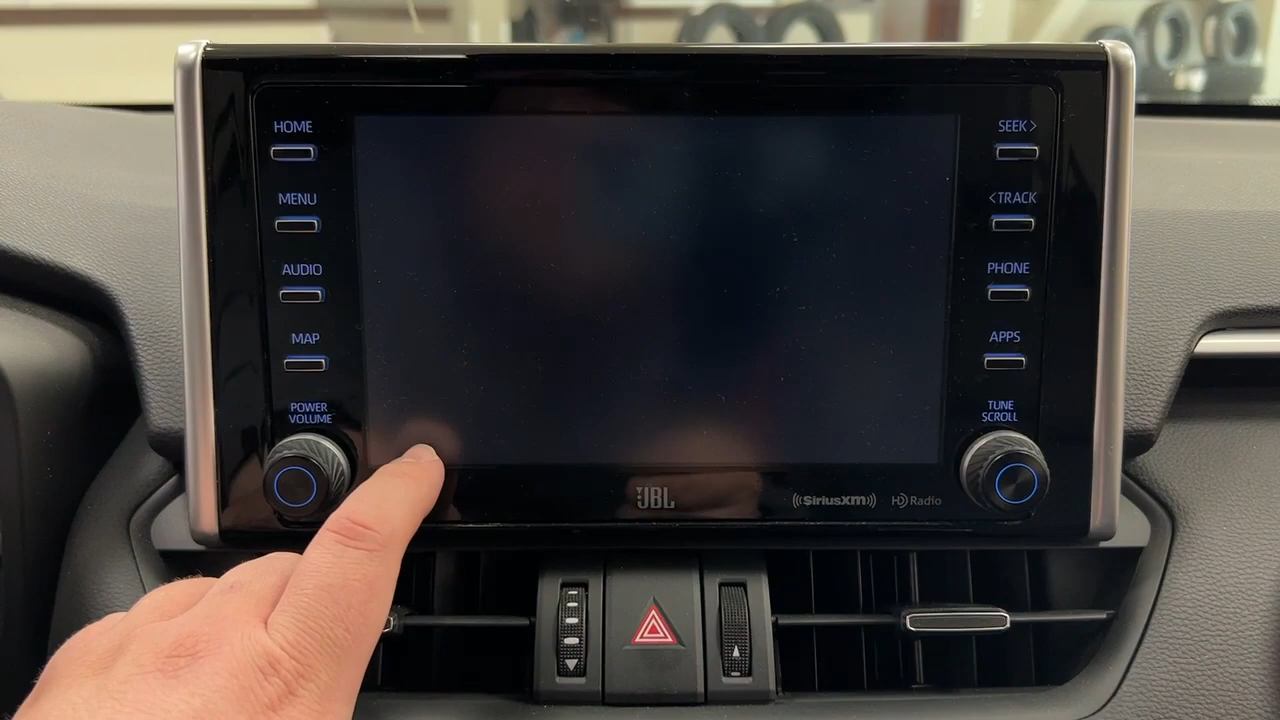 HOME
MENU
AUDIO
MAP
POWER
VOLUME
SEEK >
< TRACK
PHONE
APPS
TUNE
SCROLL
JBL
((SiriusXM))
HD Radio